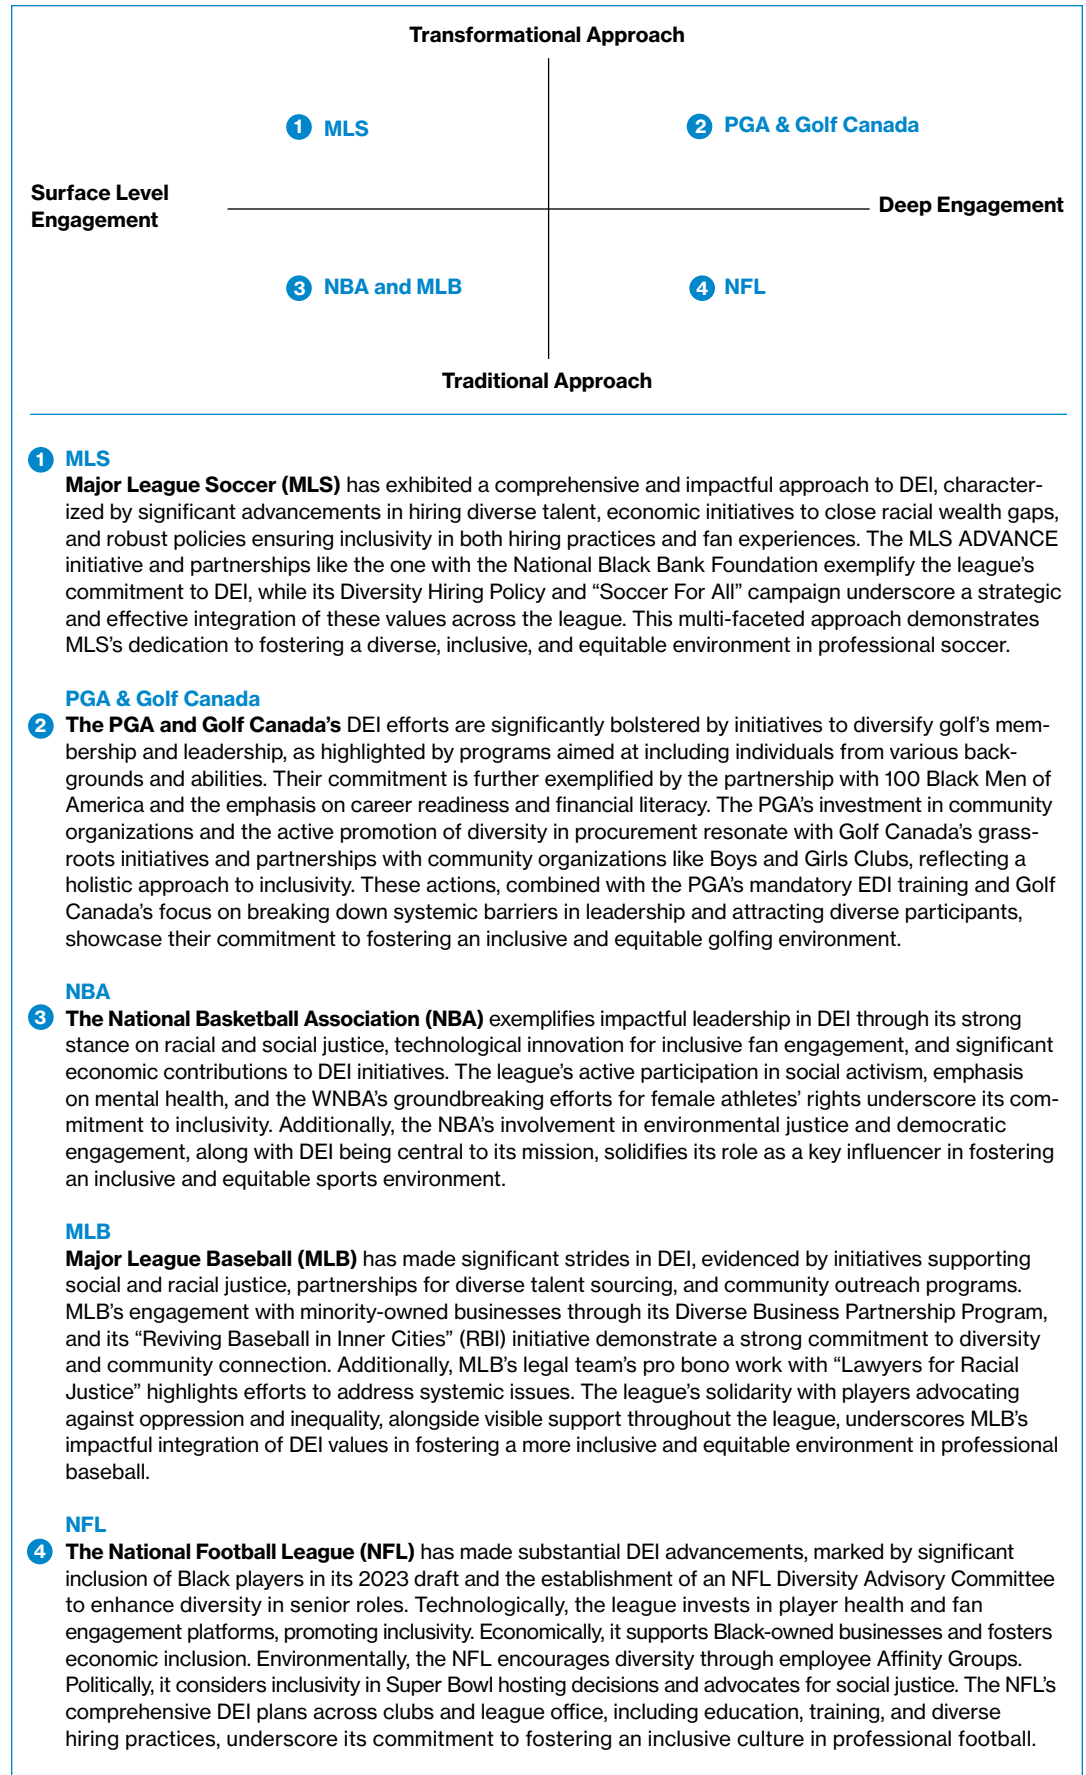 Transformational Approach
1 MLS
2 PGA & Golf Canada
Surface Level
Engagement
Deep Engagement
3 NBA and MLB
4 NFL
Traditional Approach
1 MLS
Major League Soccer (MLS) has exhibited a comprehensive and impactful approach to DEI, character-
ized by significant advancements in hiring diverse talent, economic initiatives to close racial wealth gaps,
and robust policies ensuring inclusivity in both hiring practices and fan experiences. The MLS ADVANCE
initiative and partnerships like the one with the National Black Bank Foundation exemplify the league’s
commitment to DEI, while its Diversity Hiring Policy and “Soccer For All” campaign underscore a strategic
and effective integration of these values across the league. This multi-faceted approach demonstrates
MLS’s dedication to fostering a diverse, inclusive, and equitable environment in professional soccer.
PGA & Golf Canada
2 The PGA and Golf Canada’s DEI efforts are significantly bolstered by initiatives to diversify golf’s mem-
bership and leadership, as highlighted by programs aimed at including individuals from various back-
grounds and abilities. Their commitment is further exemplified by the partnership with 100 Black Men of
America and the emphasis on career readiness and financial literacy. The PGA’s investment in community
organizations and the active promotion of diversity in procurement resonate with Golf Canada’s grass-
roots initiatives and partnerships with community organizations like Boys and Girls Clubs, reflecting a
holistic approach to inclusivity. These actions, combined with the PGA’s mandatory EDI training and Golf
Canada’s focus on breaking down systemic barriers in leadership and attracting diverse participants,
showcase their commitment to fostering an inclusive and equitable golfing environment.
NBA
3 The National Basketball Association (NBA) exemplifies impactful leadership in DEI through its strong
stance on racial and social justice, technological innovation for inclusive fan engagement, and significant
economic contributions to DEI initiatives. The league’s active participation in social activism, emphasis
on mental health, and the WNBA’s groundbreaking efforts for female athletes’ rights underscore its com-
mitment to inclusivity. Additionally, the NBA’s involvement in environmental justice and democratic
engagement, along with DEI being central to its mission, solidifies its role as a key influencer in fostering
an inclusive and equitable sports environment.
MLB
Major League Baseball (MLB) has made significant strides in DEI, evidenced by initiatives supporting
social and racial justice, partnerships for diverse talent sourcing, and community outreach programs.
MLB’s engagement with minority-owned businesses through its Diverse Business Partnership Program,
and its “Reviving Baseball in Inner Cities” (RBI) initiative demonstrate a strong commitment to diversity
and community connection. Additionally, MLB’s legal team’s pro bono work with “Lawyers for Racial
Justice” highlights efforts to address systemic issues. The league’s solidarity with players advocating
against oppression and inequality, alongside visible support throughout the league, underscores MLB’s
impactful integration of DEI values in fostering a more inclusive and equitable environment in professional
baseball.
NFL
4 The National Football League (NFL) has made substantial DEI advancements, marked by significant
inclusion of Black players in its 2023 draft and the establishment of an NFL Diversity Advisory Committee
to enhance diversity in senior roles. Technologically, the league invests in player health and fan
engagement platforms, promoting inclusivity. Economically, it supports Black-owned businesses and fosters
economic inclusion. Environmentally, the NFL encourages diversity through employee Affinity Groups.
Politically, it considers inclusivity in Super Bowl hosting decisions and advocates for social justice. The NFL’s
comprehensive DEI plans across clubs and league office, including education, training, and diverse
hiring practices, underscore its commitment to fostering an inclusive culture in professional football.